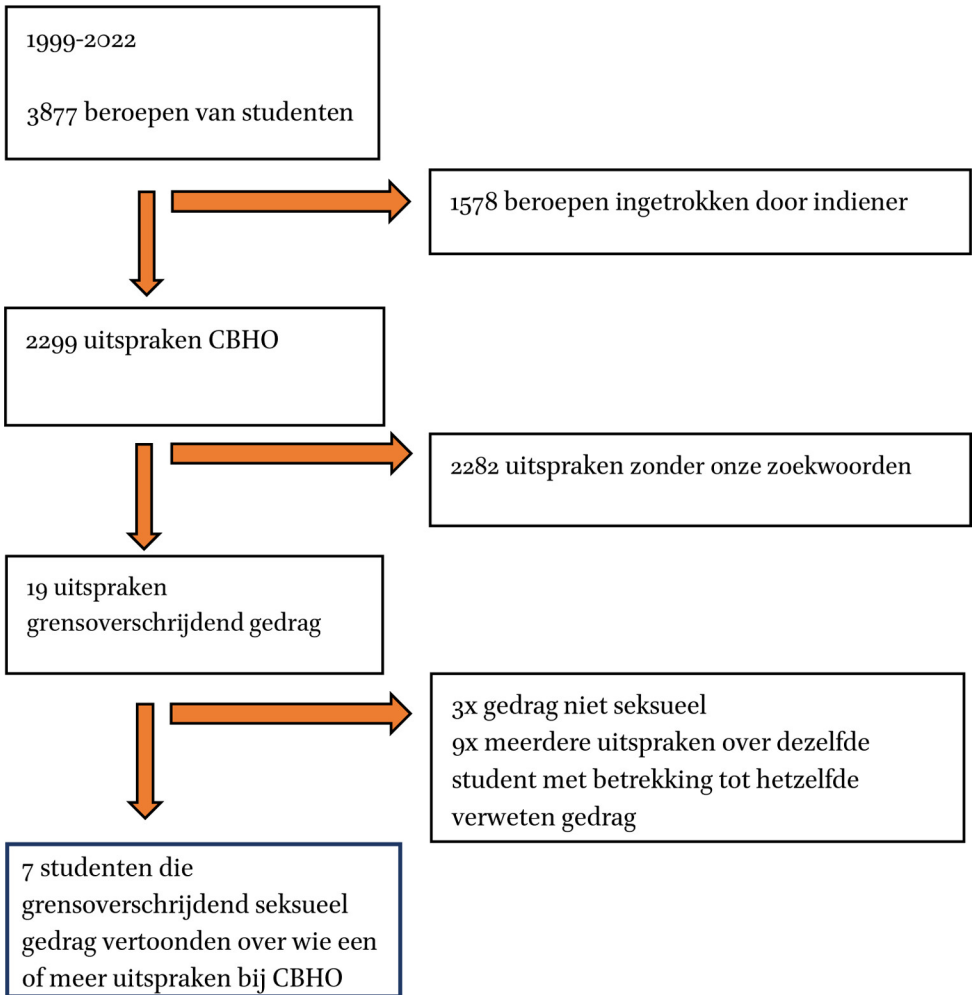 1999-2022
3877 beroepen van studenten
1578 beroepen ingetrokken door indiener
2299 uitspraken CBHO
2282 uitspraken zonder onze zoekwoorden
19 uitspraken
grensoverschrijdend gedrag
3x gedrag niet seksueel
9x meerdere uitspraken over dezelfde
student met betrekking tot hetzelfde
verweten gedrag
7 studenten die
grensoverschrijdend seksueel
gedrag vertoonden over wie een
of meer uitspraken bij CBHO